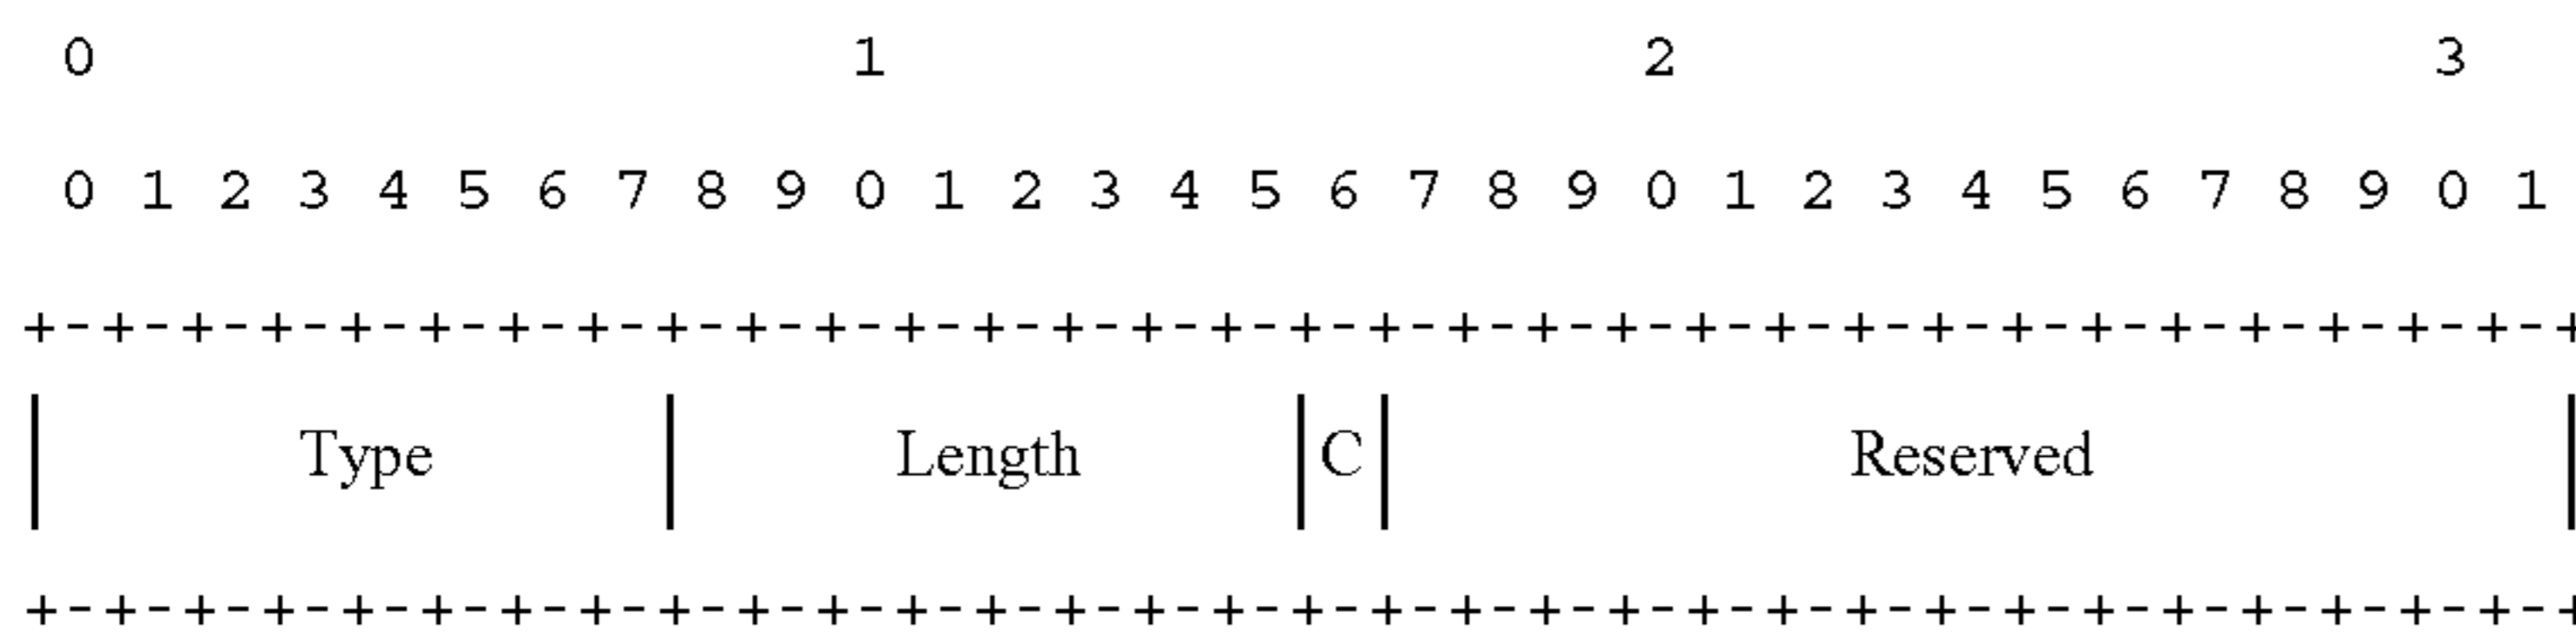 0 1 2 3
0 1 2 3 4 5 6 7 8 9 0 1 2 3 4 5 6 7 8 9 0 1 2 3 4 5 6 7 8 9 0 1
+-+-+-+-+-+-+-+-+-+-+-+-+-+-+-+-+-+-+-+-+-+-+-+-+-+-+-+-+-+-+-+-+
| Type | Length |C| Reserved |
+-+-+-+-+-+-+-+-+-+-+-+-+-+-+-+-+-+-+-+-+-+-+-+-+-+-+-+-+-+-+-+-+